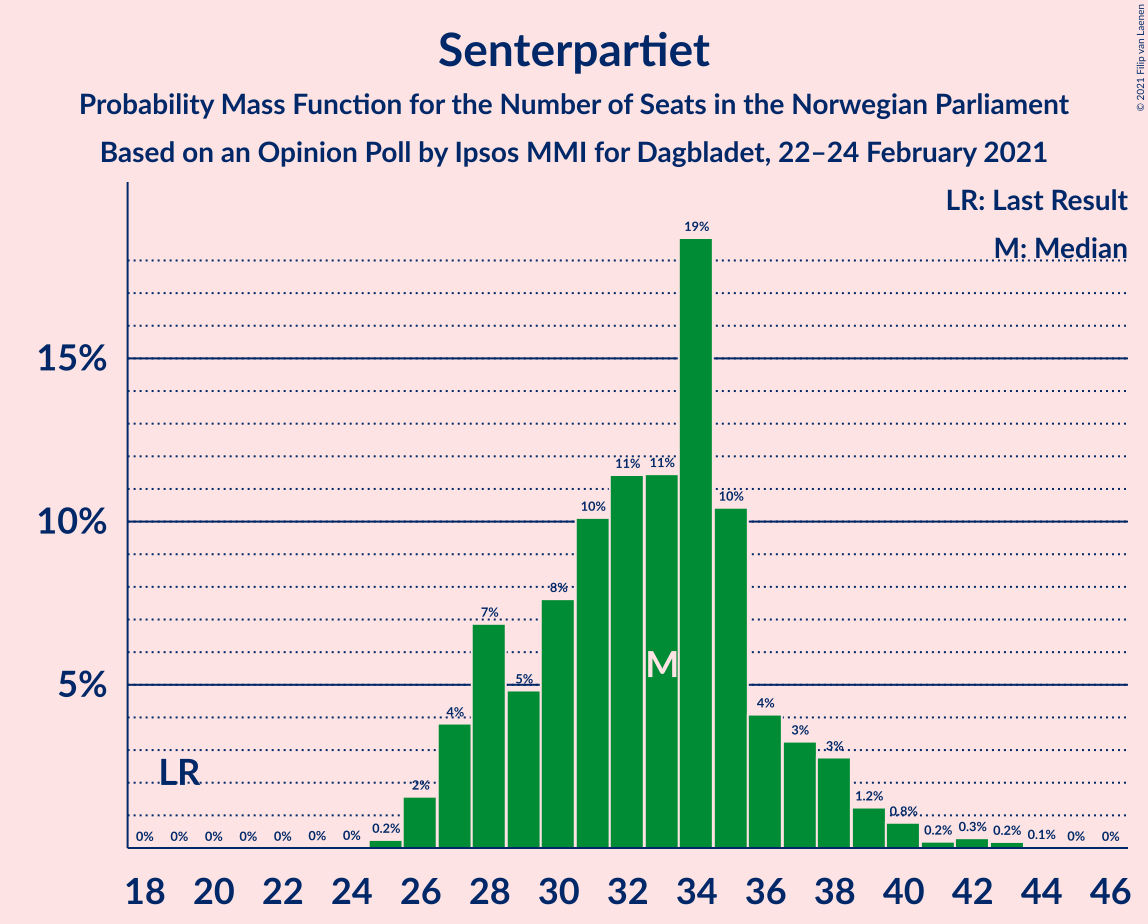 Senterpartiet
Probability Mass Function for the Number of Seats in the Norwegian Parliament
Based on an Opinion Poll by Ipsos MMI for Dagbladet, 22–24 February 2021
© 2021 Filip van Laenen
LR: Last Result
M: Median
15%
10%
5%
LR
M
0% 0% 0% 0% 0% 0% 0% 0.2% 2% 4% 7% 5% 8% 10% 11% 11% 19% 10% 4% 3% 3% 1.2% 0.8% 0.2% 0.3% 0.2% 0.1% 0% 0%
18 20 22 24 26 28 30 32 34 36 38 40 42 44 46